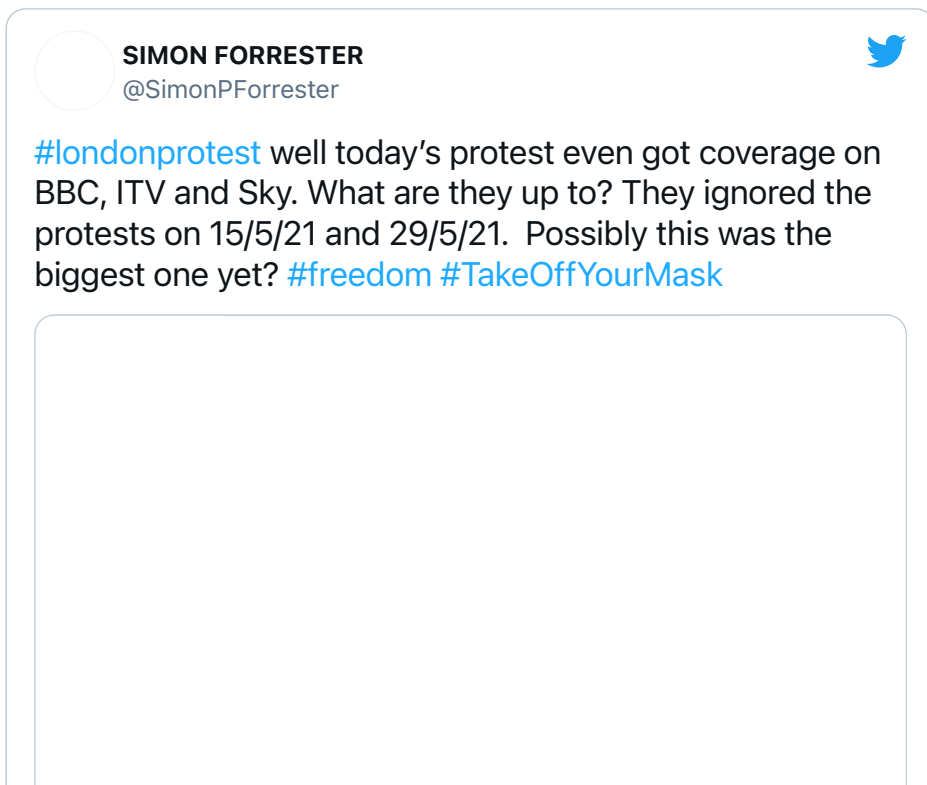 SIMON FORRESTER
@SimonPForrester
#londonprotest well today’s protest even got coverage on
BBC, ITV and Sky. What are they up to? They ignored the
protests on 15/5/21 and 29/5/21.  Possibly this was the
biggest one yet? #freedom #TakeOffYourMask